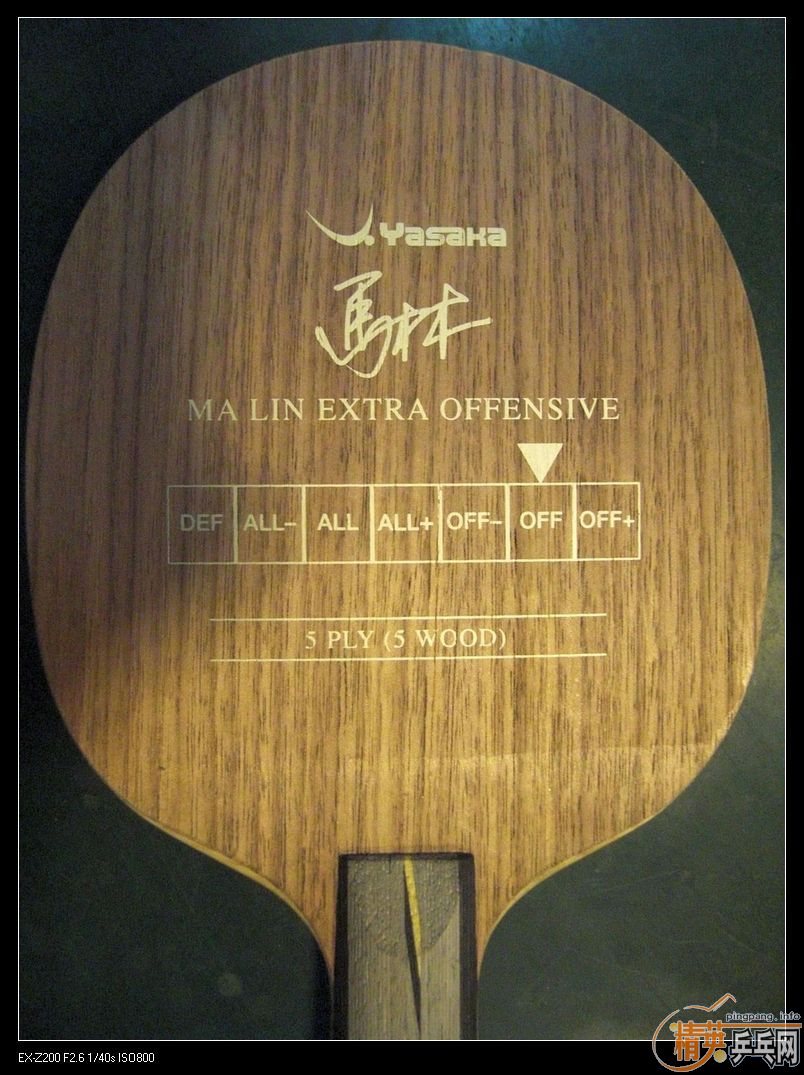 Yasaka
馬林
MA LIN EXTRA OFFENSIVE
DEF ALL- ALL ALL+ OFF- OFF OFF+
5 PLY (5 WOOD)
pingpang.info
精英乒乓网
EX-Z200 F2.6 1/40s ISO800